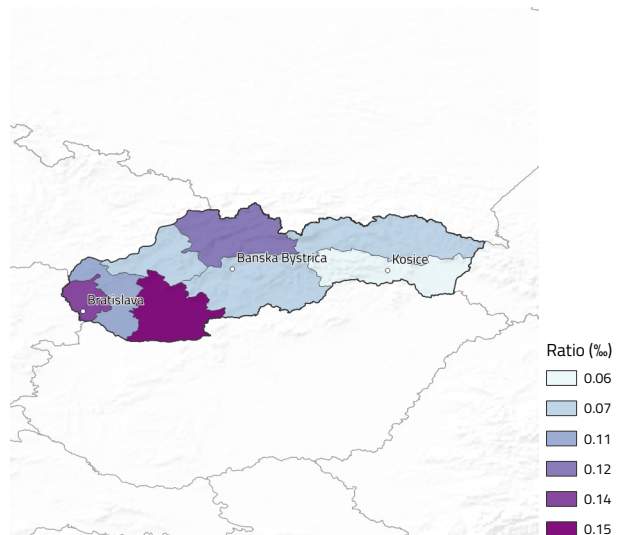 Banska Bystrica
Kosice
Bratislava
Ratio (‰)
0.06
0.07
0.11
0.12
0.14
0.15